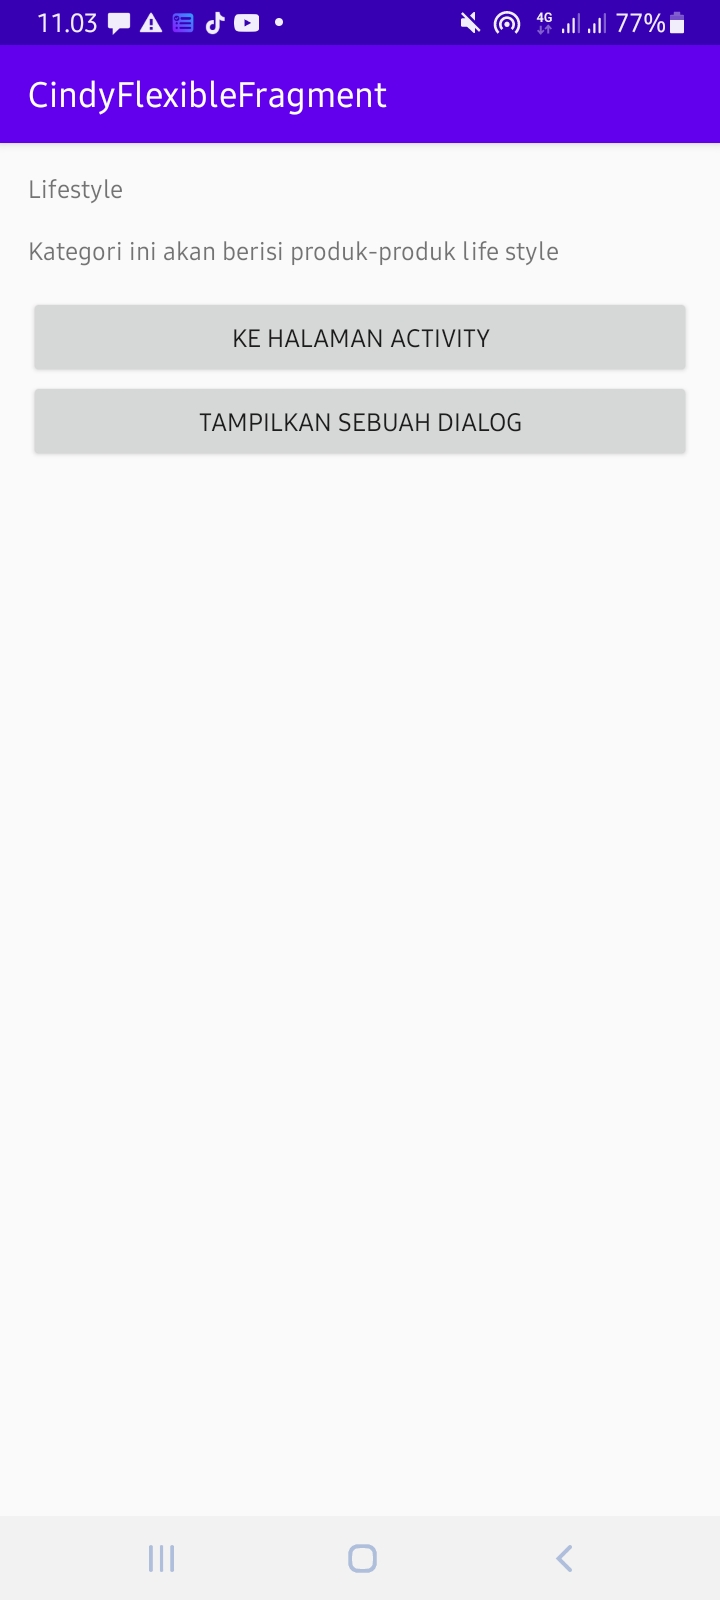 11.03
4G
77%
CindyFlexibleFragment
Lifestyle
Kategori ini akan berisi produk-produk life style
KE HALAMAN ACTIVITY
TAMPILKAN SEBUAH DIALOG